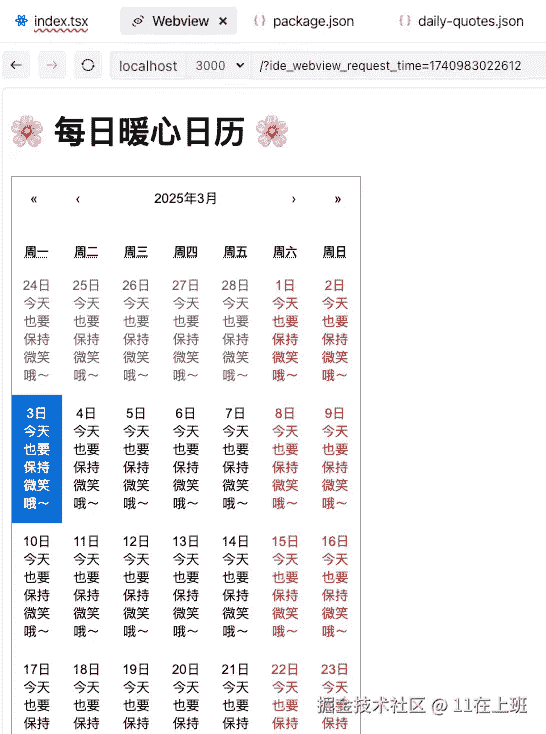 index.tsx Webview × package.json daily-quotes.json
localhost 3000 /?ide_webview_request_time=1740983022612
每日暖心日历
« ‹ 2025年3月 › »
周一 周二 周三 周四 周五 周六 周日
24日 25日 26日 27日 28日 1日 2日
今天 今天 今天 今天 今天 今天 今天
也要 也要 也要 也要 也要 也要 也要
保持 保持 保持 保持 保持 保持 保持
微笑 微笑 微笑 微笑 微笑 微笑 微笑
哦～ 哦～ 哦～ 哦～ 哦～ 哦～ 哦～
3日 4日 5日 6日 7日 8日 9日
今天 今天 今天 今天 今天 今天 今天
也要 也要 也要 也要 也要 也要 也要
保持 保持 保持 保持 保持 保持 保持
微笑 微笑 微笑 微笑 微笑 微笑 微笑
哦～ 哦～ 哦～ 哦～ 哦～ 哦～ 哦～
10日 11日 12日 13日 14日 15日 16日
今天 今天 今天 今天 今天 今天 今天
也要 也要 也要 也要 也要 也要 也要
保持 保持 保持 保持 保持 保持 保持
微笑 微笑 微笑 微笑 微笑 微笑 微笑
哦～ 哦～ 哦～ 哦～ 哦～ 哦～ 哦～
17日 18日 19日 20日 21日 22日 23日
今天 今天 今天 今天 今天 今天 今天
也要 也要 也要 也要 也要 也要 也要
保持 保持 保持 保持 保持 保持 保持
掘金技术社区 @ 11在上班